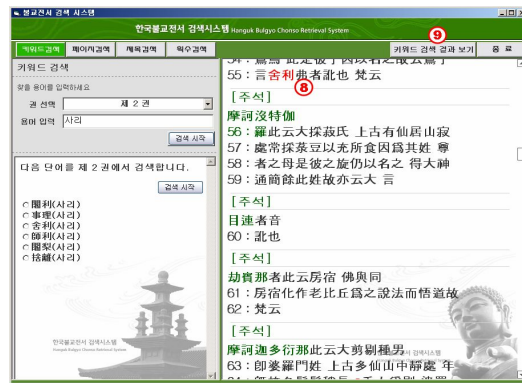 불교전서 검색 시스템
한국불교전서 검색시스템 Hanguk Bulgyo Chonso Retrieval System
키워드검색 페이지검색 제목검색 획수검색
⑨
키워드 검색 결과 보기 종 료
키워드 검색
찾을 용어를 입력하세요
권 선택 제 2 권
용어 입력 사리
검색 시작
다음 단어를 제 2권에서 검색합니다.
검색 시작
閣利(사리)
事理(사리)
舍利(사리)
師利(사리)
闍梨(사리)
捨離(사리)
한국불교전서 검색시스템
Hanguk Bulgyo Chonso Retrieval System
55 : 言舍利弗者訛也 梵云
⑧
[주석]
摩訶沒特伽
56 : 羅此云大採菽氏 上古有仙居山寂
57 : 處常採菉豆以充所食因爲其姓 尊
58 : 者之母是彼之旋仍以名之 得大神
59 : 通簡餘此姓故亦云大 言
[주석]
目連者音
60 : 訛也
[주석]
劫賓那者此云房宿 佛與同
61 : 房宿化作老比丘爲之說法而悟道故
62 : 梵云
[주석]
摩訶迦多衍那此云大剪剔種男
63 : 卽婆羅門姓 上古多仙山中靜處 年